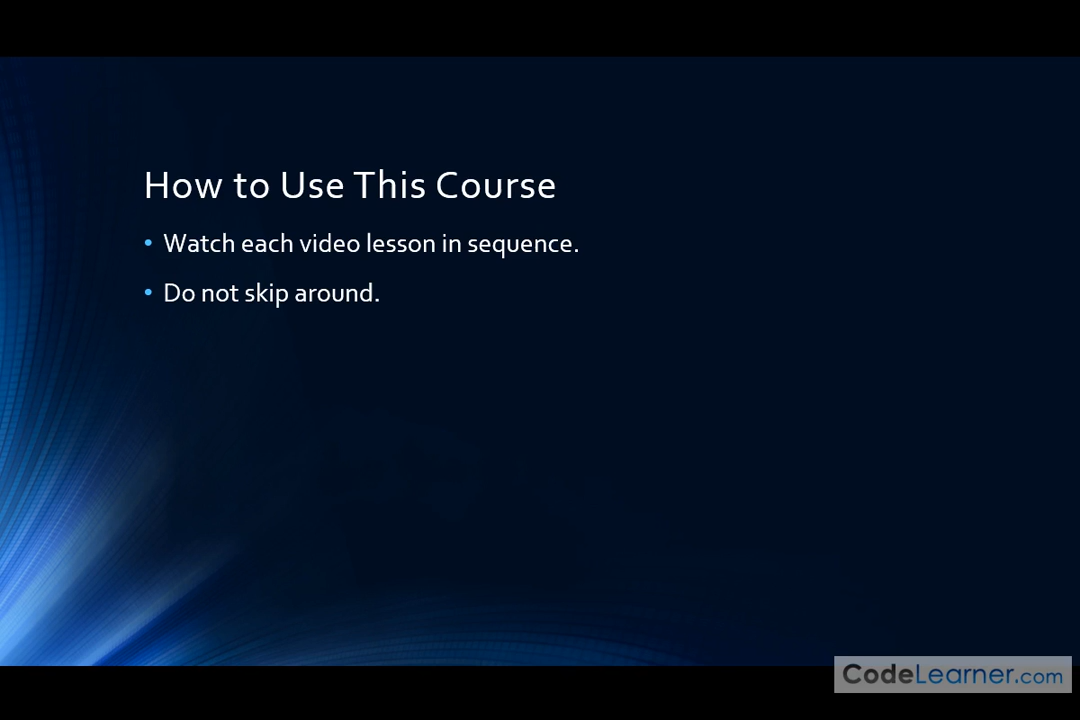 How to Use This Course
• Watch each video lesson in sequence.
• Do not skip around.
CodeLearner.com